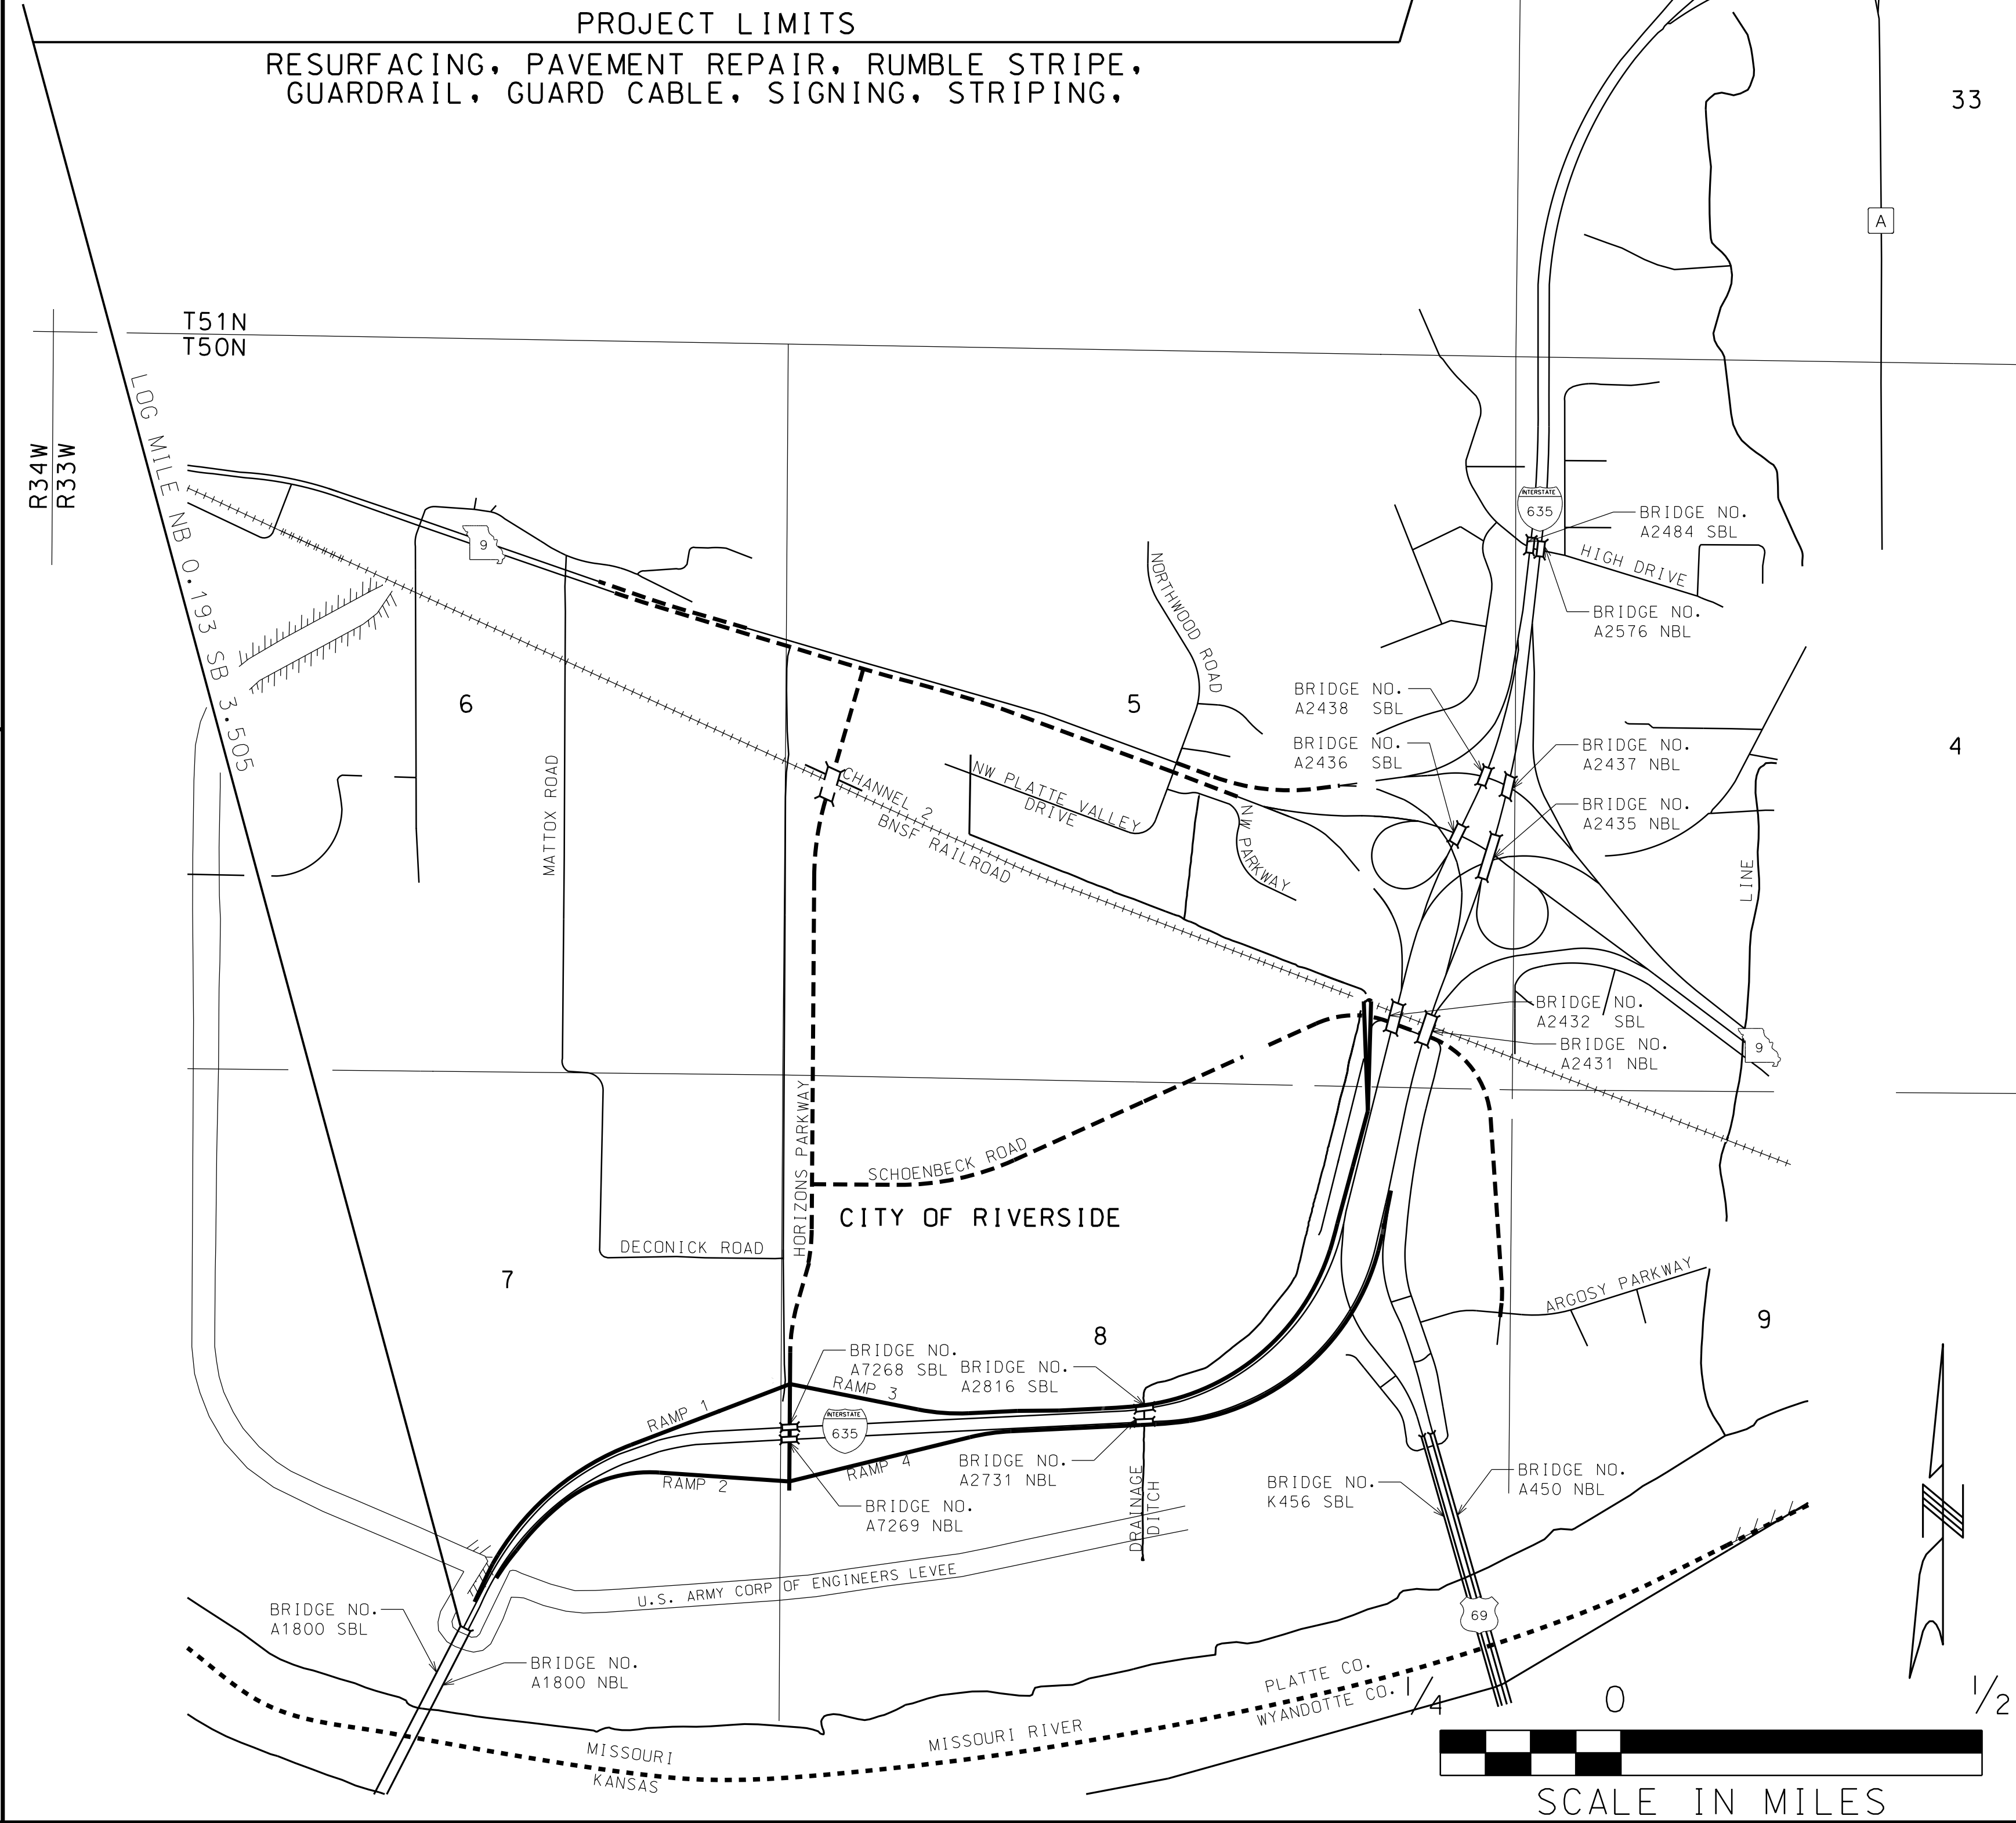 PROJECT LIMITS
RESURFACING, PAVEMENT REPAIR, RUMBLE STRIPE,
GUARDRAIL, GUARD CABLE, SIGNING, STRIPING,
33
A
T51N
T50N
R34W
R33W
LOG MILE NB 0.193 SB 3.505
9
INTERSTATE
635
BRIDGE NO.
A2484 SBL
HIGH DRIVE
BRIDGE NO.
A2576 NBL
NORTHWOOD ROAD
6
5
4
BRIDGE NO.
A2438 SBL
BRIDGE NO.
A2436 SBL
BRIDGE NO.
A2437 NBL
BRIDGE NO.
A2435 NBL
MATTOX ROAD
CHANNEL 2
BNSF RAILROAD
NW PLATTE VALLEY
DRIVE
NW PARKWAY
LINE
BRIDGE NO.
A2432 SBL
BRIDGE NO.
A2431 NBL
9
HORIZONS PARKWAY
SCHOENBECK ROAD
CITY OF RIVERSIDE
DECONICK ROAD
7
8
9
ARGOSY PARKWAY
BRIDGE NO.
A7268 SBL
BRIDGE NO.
A2816 SBL
RAMP 1
RAMP 3
INTERSTATE
635
RAMP 2
RAMP 4
BRIDGE NO.
A2731 NBL
BRIDGE NO.
A7269 NBL
DRAINAGE
DITCH
BRIDGE NO.
K456 SBL
BRIDGE NO.
A450 NBL
U.S. ARMY CORP OF ENGINEERS LEVEE
BRIDGE NO.
A1800 SBL
BRIDGE NO.
A1800 NBL
69
PLATTE CO.
WYANDOTTE CO.
MISSOURI RIVER
MISSOURI
KANSAS
N
1/4 0 1/2
SCALE IN MILES